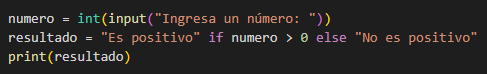 numero = int(input("Ingresa un número: "))
resultado = "Es positivo" if numero > 0 else "No es positivo"
print(resultado)